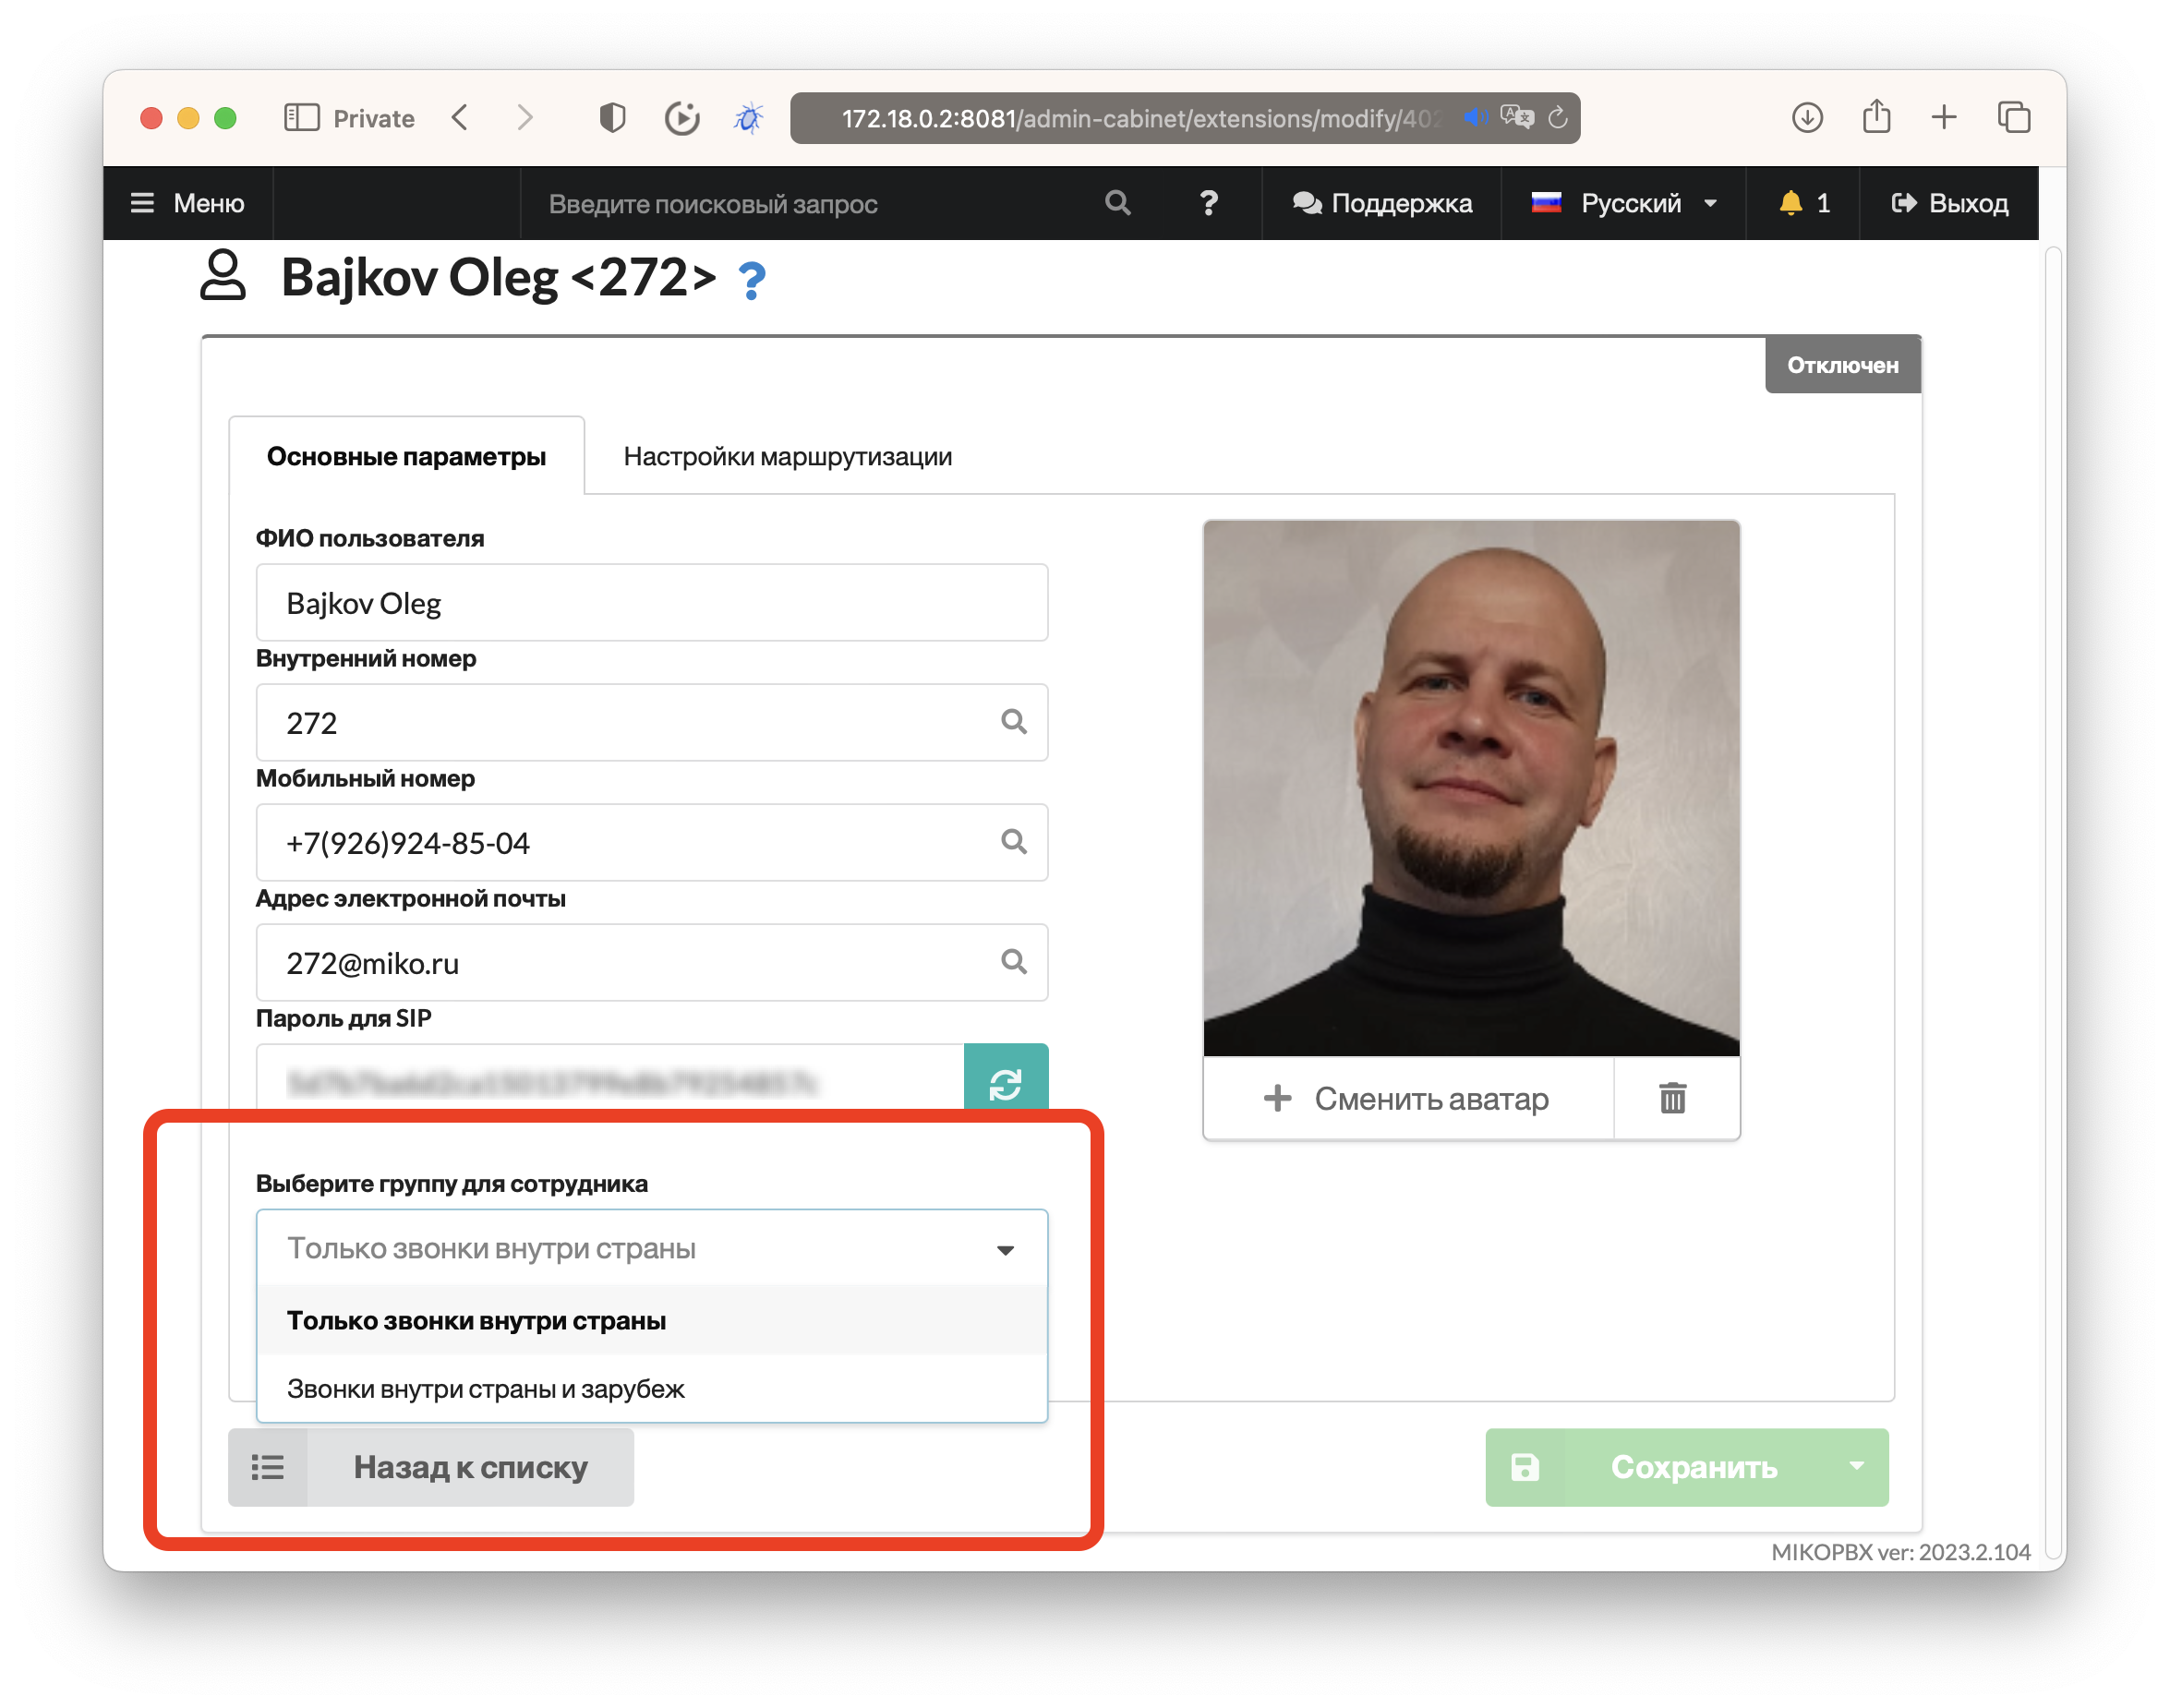 Private
172.18.0.2:8081/admin-cabinet/extensions/modify/402
Меню
Введите поисковый запрос
?
Поддержка
Русский
1
Выход
Bajkov Oleg <272> ?
Отключен
Основные параметры
Настройки маршрутизации
ФИО пользователя
Bajkov Oleg
Внутренний номер
272
Мобильный номер
+7(926)924-85-04
Адрес электронной почты
272@miko.ru
Пароль для SIP
Сменить аватар
Выберите группу для сотрудника
Только звонки внутри страны
Только звонки внутри страны
Звонки внутри страны и зарубеж
Назад к списку
Сохранить
MIKOPBX ver: 2023.2.104